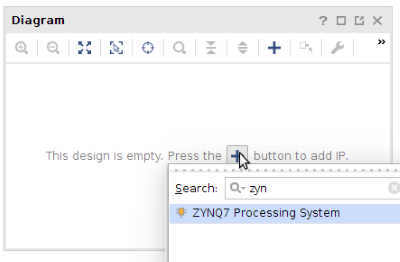 Diagram
This design is empty. Press the button to add IP.
Search: zyn
ZYNQ7 Processing System